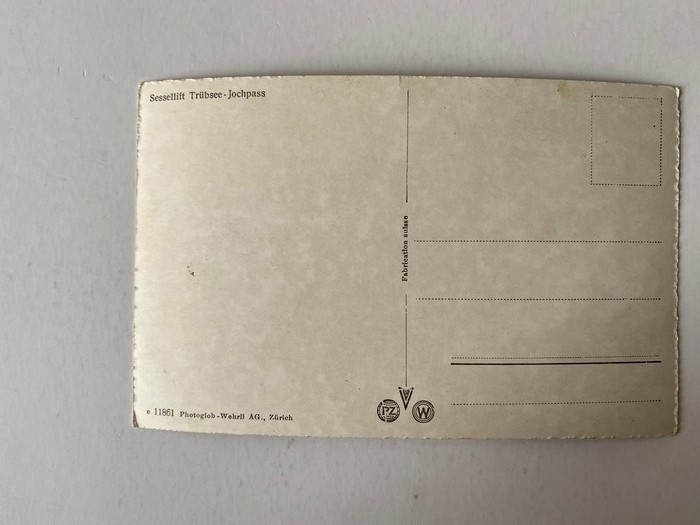 Sessellift Trübsee-Jochpass
Fabrication suisse
PZ
W
e 11861 Photoglob-Wehrli AG., Zürich